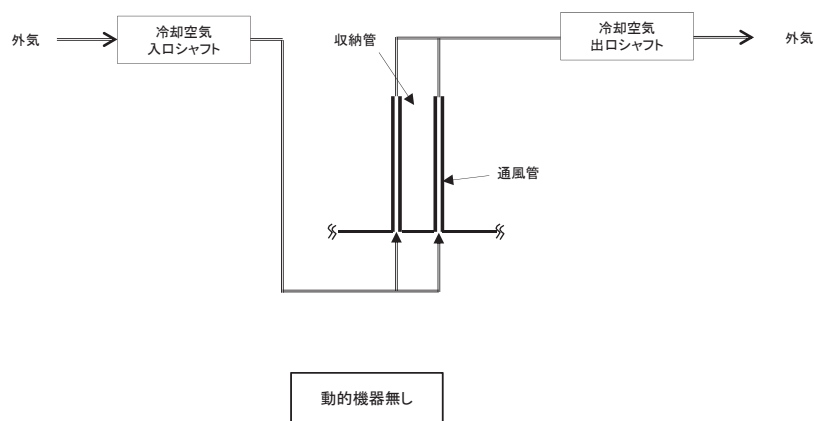 外気
冷却空気
入口シャフト
収納管
冷却空気
出口シャフト
外気
通風管
動的機器無し